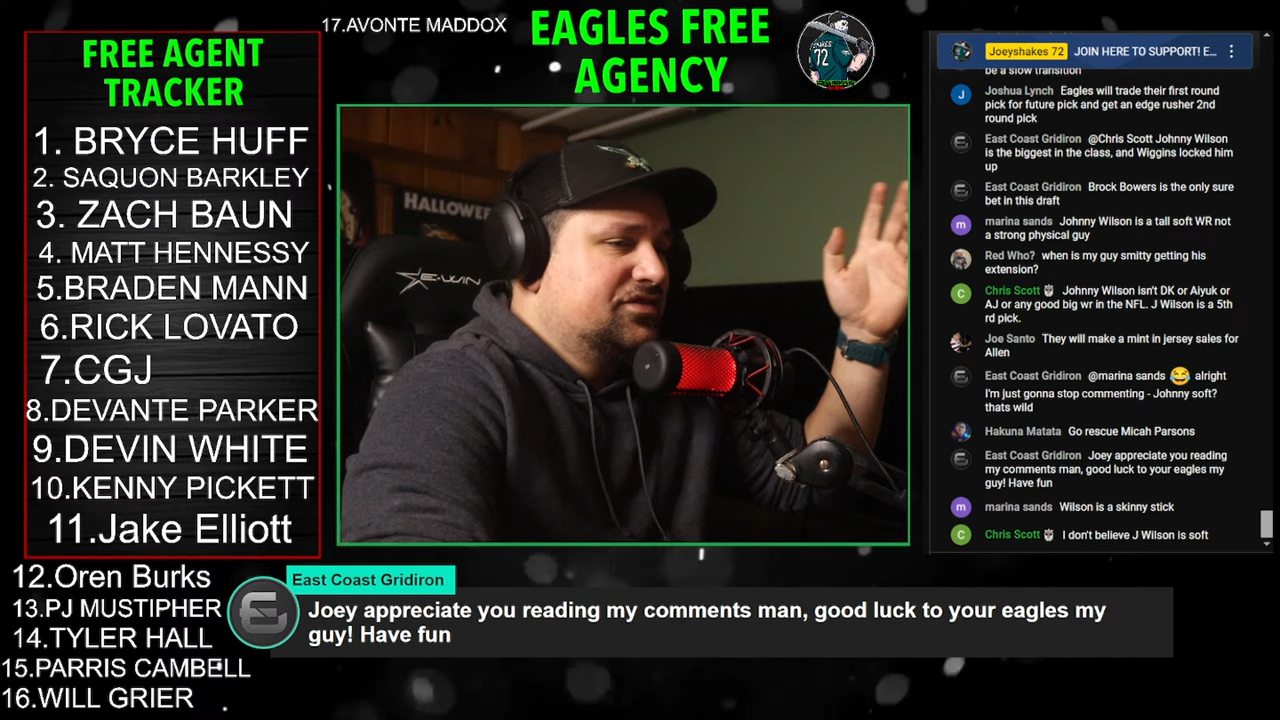 17.AVONTE MADDOX
EAGLES FREE
AGENCY
FREE AGENT
TRACKER
1. BRYCE HUFF
2. SAQUON BARKLEY
3. ZACH BAUN
4. MATT HENNESSY
5.BRADEN MANN
6.RICK LOVATO
7.CGJ
8.DEVANTE PARKER
9.DEVIN WHITE
10.KENNY PICKETT
11.Jake Elliott
12.Oren Burks
13.PJ MUSTIPHER
14.TYLER HALL
15.PARRIS CAMBELL
16.WILL GRIER
72
HALLOWE
E-WIN
Joeyshakes 72 JOIN HERE TO SUPPORT! E...
be a slow transition
J Joshua Lynch Eagles will trade their first round
pick for future pick and get an edge rusher 2nd
round pick
East Coast Gridiron @Chris Scott Johnny Wilson
is the biggest in the class, and Wiggins locked him
up
East Coast Gridiron Brock Bowers is the only sure
bet in this draft
m marina sands Johnny Wilson is a tall soft WR not
a strong physical guy
Red Who? when is my guy smitty getting his
extension?
C Chris Scott Johnny Wilson isn't DK or Aiyuk or
AJ or any good big wr in the NFL. J Wilson is a 5th
rd pick.
Joe Santo They will make a mint in jersey sales for
Allen
East Coast Gridiron @marina sands 😂 alright
I'm just gonna stop commenting - Johnny soft?
thats wild
Hakuna Matata Go rescue Micah Parsons
East Coast Gridiron Joey appreciate you reading
my comments man, good luck to your eagles my
guy! Have fun
m marina sands Wilson is a skinny stick
C Chris Scott I don't believe J Wilson is soft
East Coast Gridiron
Joey appreciate you reading my comments man, good luck to your eagles my
guy! Have fun